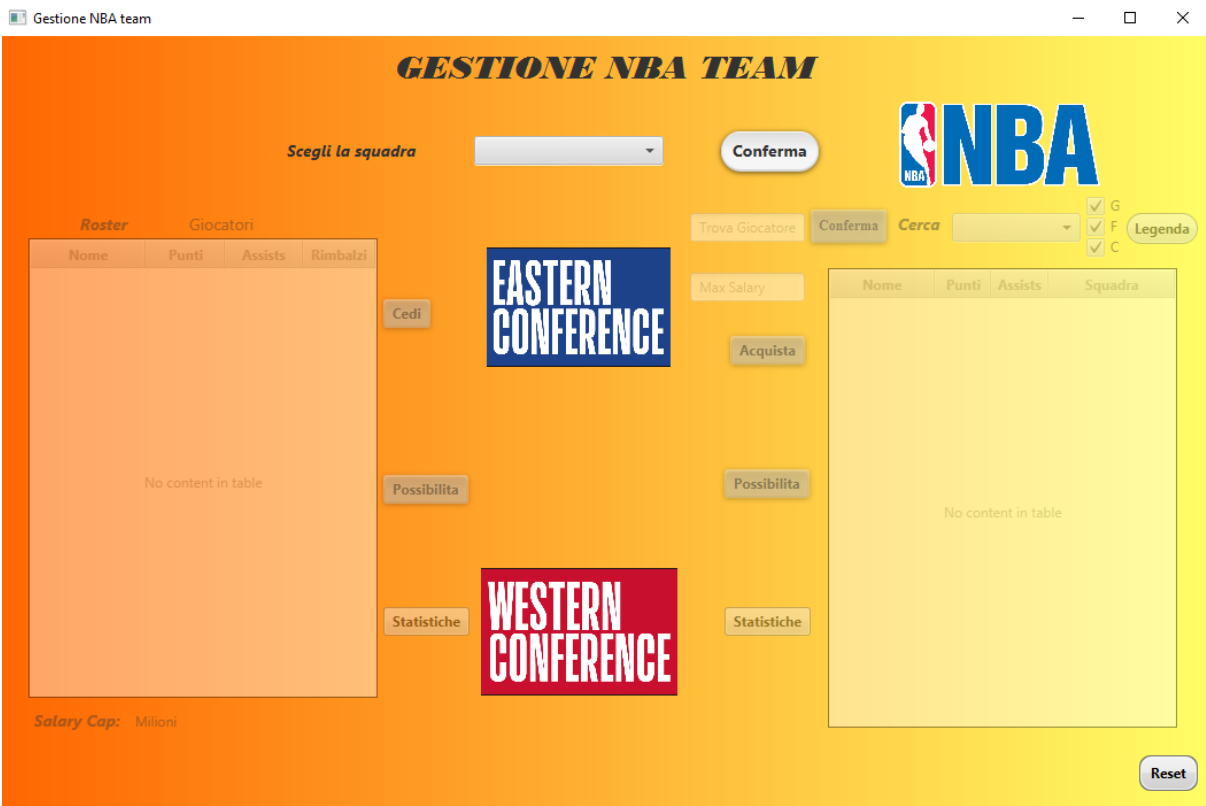 Gestione NBA team
GESTIONE NBA TEAM
NBA
NBA
Scegli la squadra
Conferma
Roster Giocatori
Nome Punti Assists Rimbalzi
No content in table
Cedi
Possibilita
Statistiche
Salary Cap: Milioni
EASTERN
CONFERENCE
WESTERN
CONFERENCE
Trova Giocatore
Conferma
Cerca
G
F
C
Legenda
Max Salary
Acquista
Possibilita
Statistiche
Nome Punti Assists Squadra
No content in table
Reset